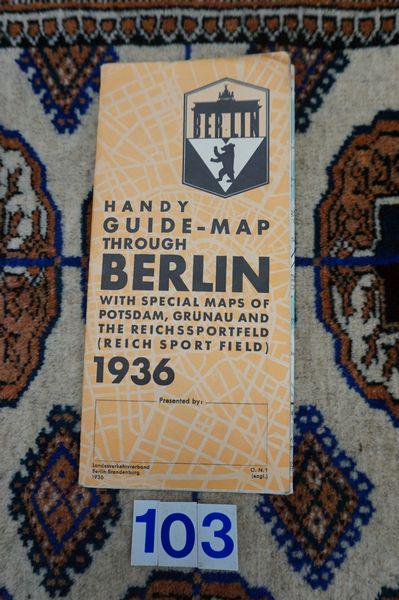 BERLIN
HANDY
GUIDE-MAP
THROUGH
BERLIN
WITH SPECIAL MAPS OF
POTSDAM, GRUNAU AND
THE REICHSSPORTFELD
(REICH SPORT FIELD)
1936
Presented by:
Landesverkehrsverband
Berlin-Brandenburg
1936
O. N. 1
(engl.)
103